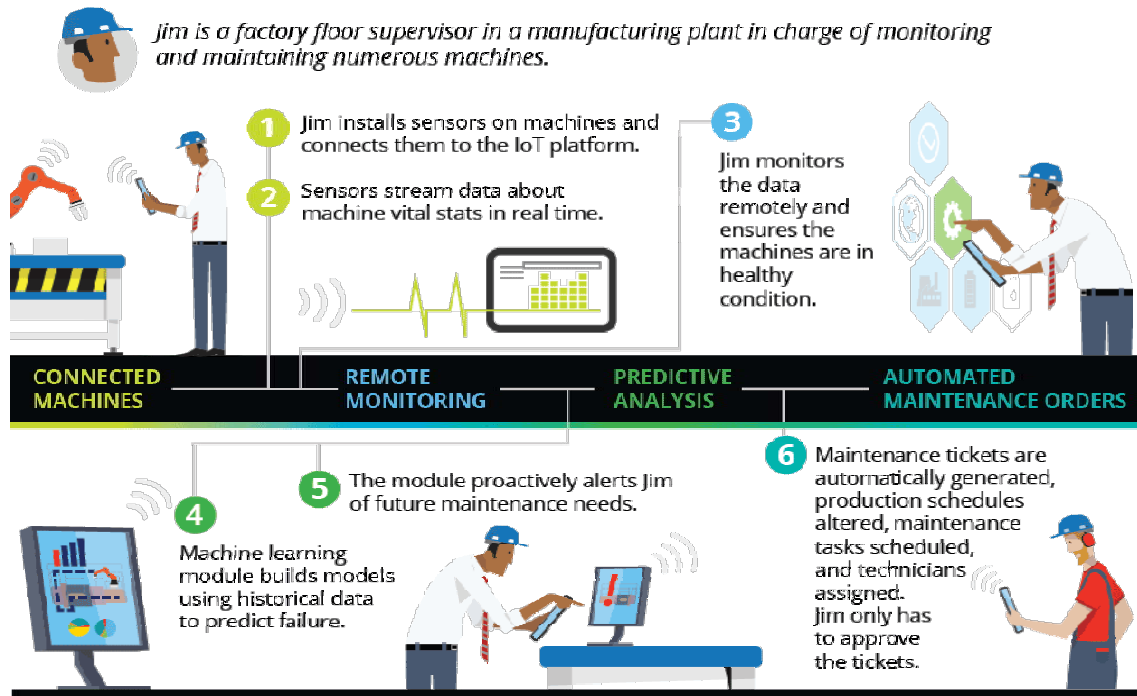 Jim is a factory floor supervisor in a manufacturing plant in charge of monitoring
and maintaining numerous machines.
1
Jim installs sensors on machines and
connects them to the IoT platform.
2
Sensors stream data about
machine vital stats in real time.
3
Jim monitors
the data
remotely and
ensures the
machines are in
healthy
condition.
CONNECTED
MACHINES
REMOTE
MONITORING
PREDICTIVE
ANALYSIS
AUTOMATED
MAINTENANCE ORDERS
4
Machine learning
module builds models
using historical data
to predict failure.
5
The module proactively alerts Jim
of future maintenance needs.
6
Maintenance tickets are
automatically generated,
production schedules
altered, maintenance
tasks scheduled,
and technicians
assigned.
Jim only has
to approve
the tickets.